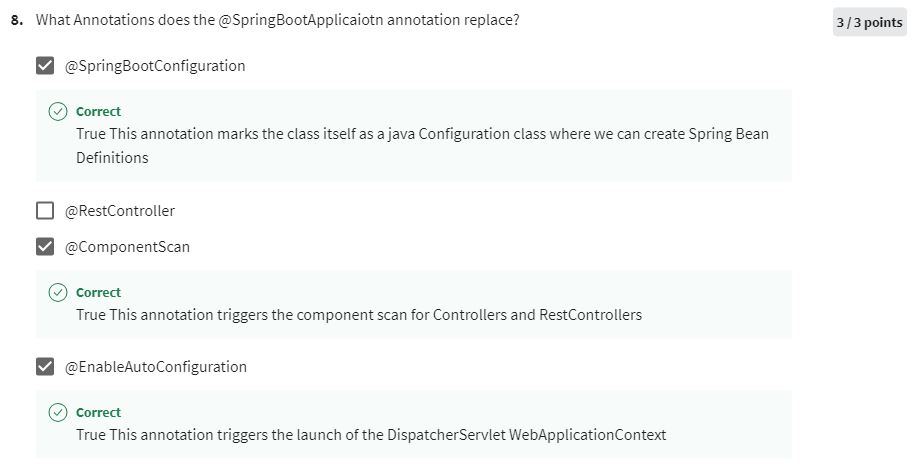 8. What Annotations does the @SpringBootApplicaiotn annotation replace?
3 / 3 points
@SpringBootConfiguration
Correct
True This annotation marks the class itself as a java Configuration class where we can create Spring Bean
Definitions
@RestController
@ComponentScan
Correct
True This annotation triggers the component scan for Controllers and RestControllers
@EnableAutoConfiguration
Correct
True This annotation triggers the launch of the DispatcherServlet WebApplicationContext